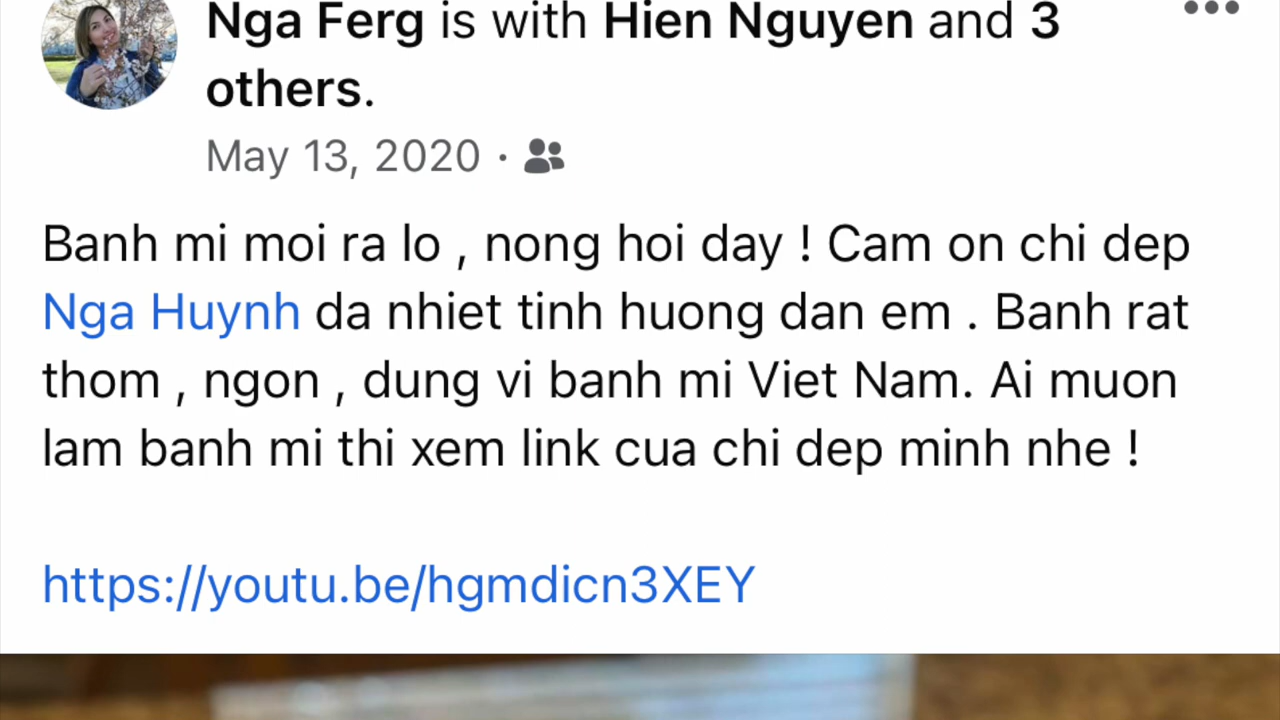 Nga Ferg is with Hien Nguyen and 3
others.
May 13, 2020 ·
Banh mi moi ra lo , nong hoi day ! Cam on chi dep
Nga Huynh da nhiet tinh huong dan em . Banh rat
thom , ngon , dung vi banh mi Viet Nam. Ai muon
lam banh mi thi xem link cua chi dep minh nhe !
https://youtu.be/hgmdicn3XEY